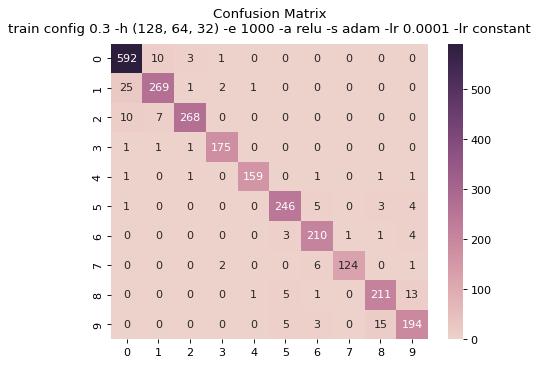 Confusion Matrix
train config 0.3 -h (128, 64, 32) -e 1000 -a relu -s adam -lr 0.0001 -lr constant
0 592 10 3 1 0 0 0 0 0 0
1 25 269 1 2 1 0 0 0 0 0
2 10 7 268 0 0 0 0 0 0 0
3 1 1 1 175 0 0 0 0 0 0
4 1 0 1 0 159 0 1 0 1 1
5 1 0 0 0 0 246 5 0 3 4
6 0 0 0 0 0 3 210 1 1 4
7 0 0 0 2 0 0 6 124 0 1
8 0 0 0 0 1 5 1 0 211 13
9 0 0 0 0 0 5 3 0 15 194
0 1 2 3 4 5 6 7 8 9
500
400
300
200
100
0